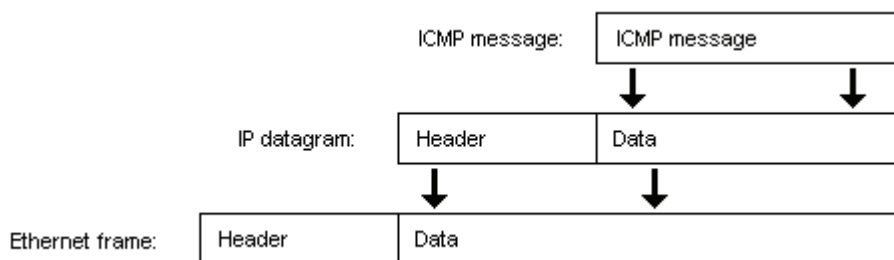 ICMP message: ICMP message
IP datagram: Header Data
Ethernet frame: Header Data